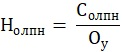 Нолпн = Солпн / Оу